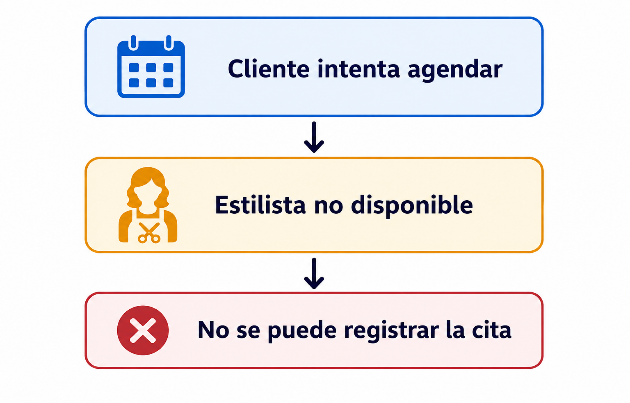 Cliente intenta agendar
Estilista no disponible
No se puede registrar la cita